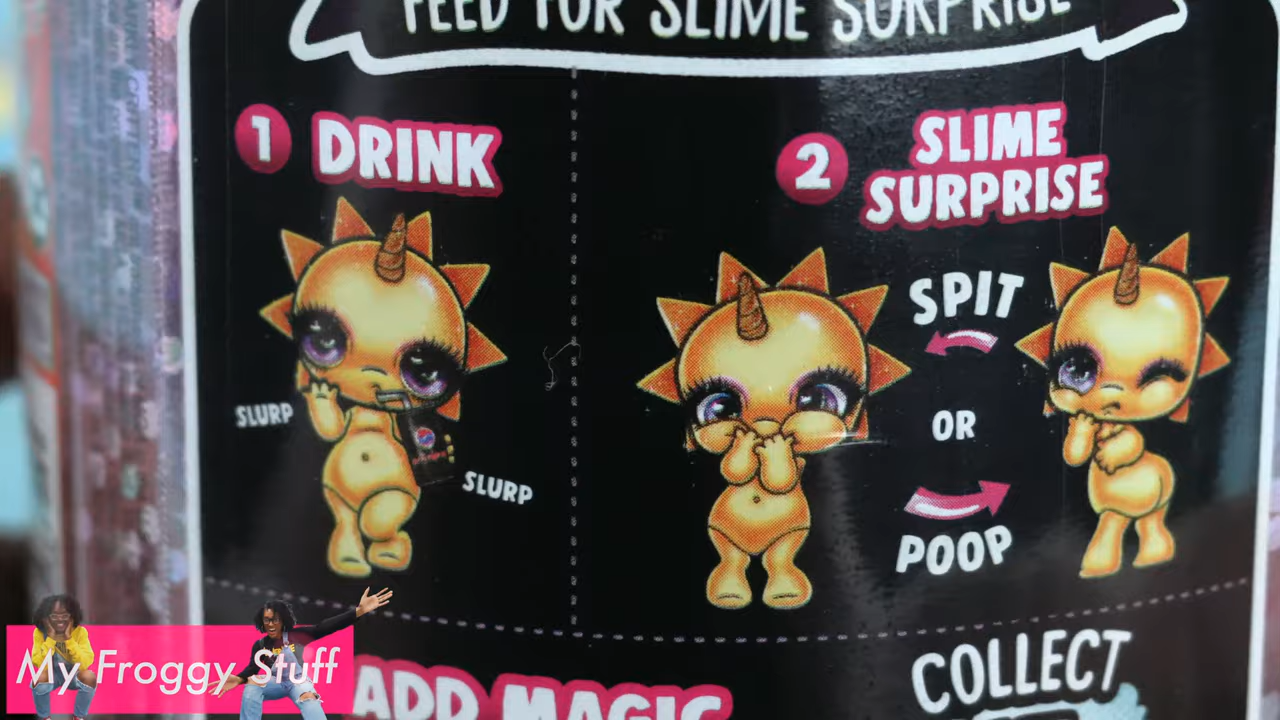 FEED FOR SLIME SURPRISE
1 DRINK
SLURP
SLURP
2 SLIME
SURPRISE
SPIT
OR
POOP
ADD MAGIC
COLLECT
My Froggy Stuff